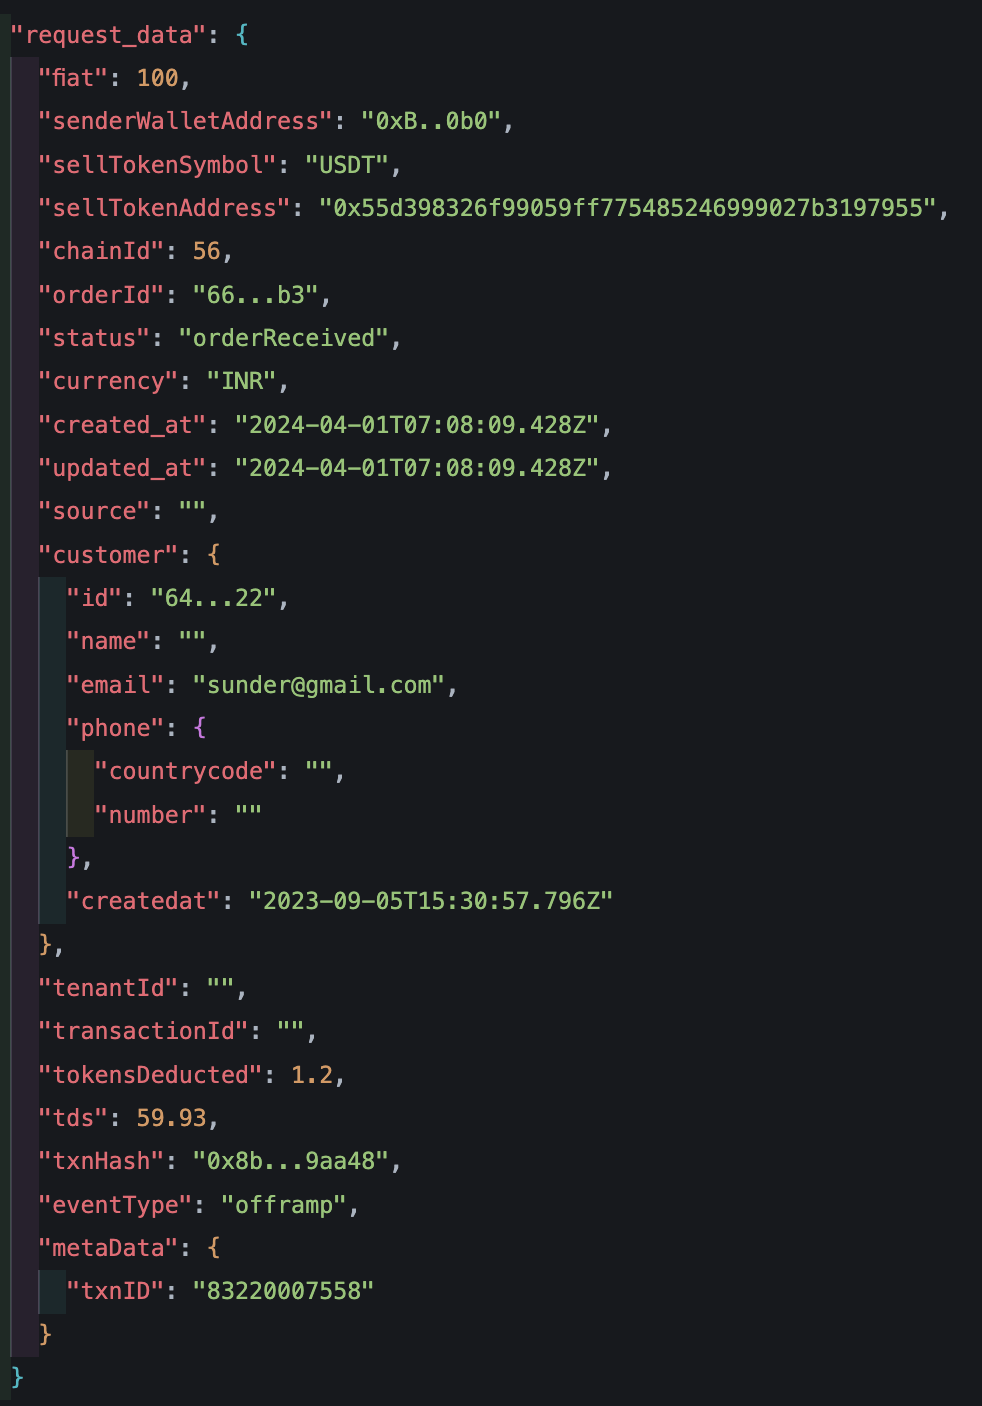 "request_data": {
"fiat": 100,
"senderWalletAddress": "0xB..0b0",
"sellTokenSymbol": "USDT",
"sellTokenAddress": "0x55d398326f99059ff775485246999027b3197955",
"chainId": 56,
"orderId": "66...b3",
"status": "orderReceived",
"currency": "INR",
"created_at": "2024-04-01T07:08:09.428Z",
"updated_at": "2024-04-01T07:08:09.428Z",
"source": "",
"customer": {
"id": "64...22",
"name": "",
"email": "sunder@gmail.com",
"phone": {
"countrycode": "",
"number": ""
},
"createdat": "2023-09-05T15:30:57.796Z"
},
"tenantId": "",
"transactionId": "",
"tokensDeducted": 1.2,
"tds": 59.93,
"txnHash": "0x8b...9aa48",
"eventType": "offramp",
"metaData": {
"txnID": "83220007558"
}
}